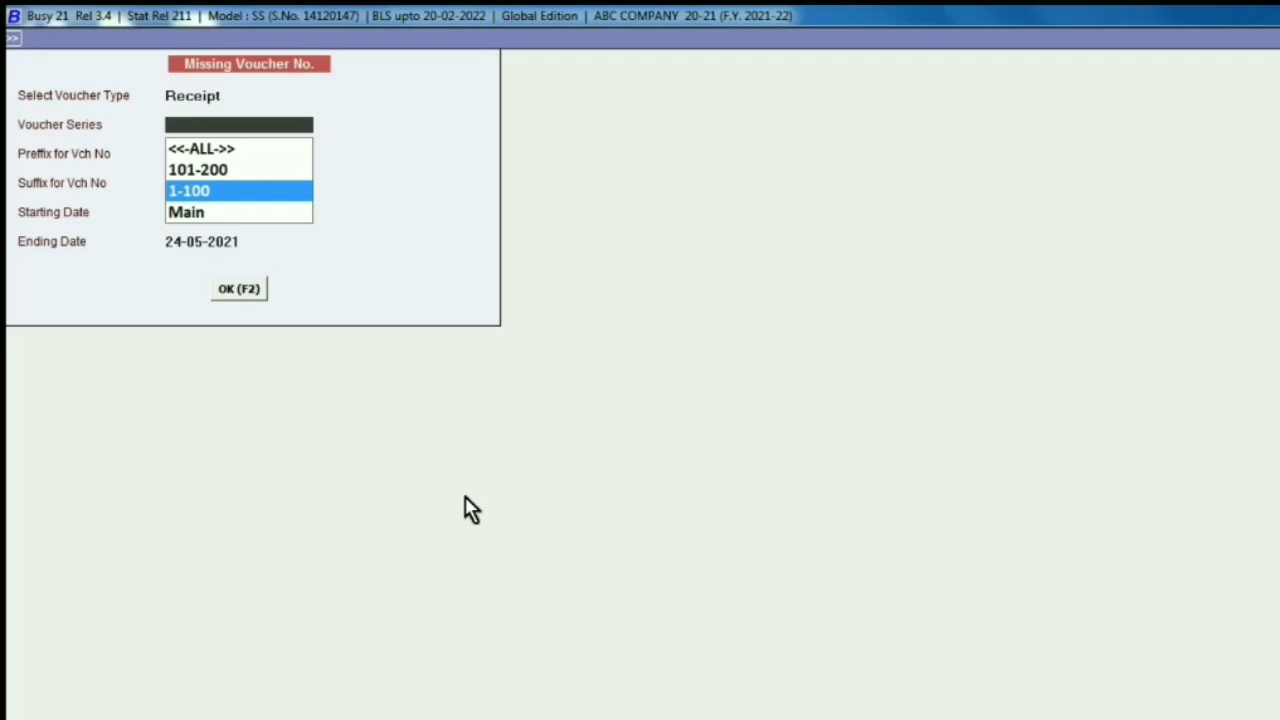 B Busy 21 Rel 3.4 | Stat Rel 211 | Model : SS (S.No. 14120147) | BLS upto 20-02-2022 | Global Edition | ABC COMPANY 20-21 (F.Y. 2021-22)
>>
Missing Voucher No.
Select Voucher Type Receipt
Voucher Series
<<-ALL->>
Preffix for Vch No
101-200
Suffix for Vch No
1-100
Starting Date
Main
Ending Date 24-05-2021
OK (F2)